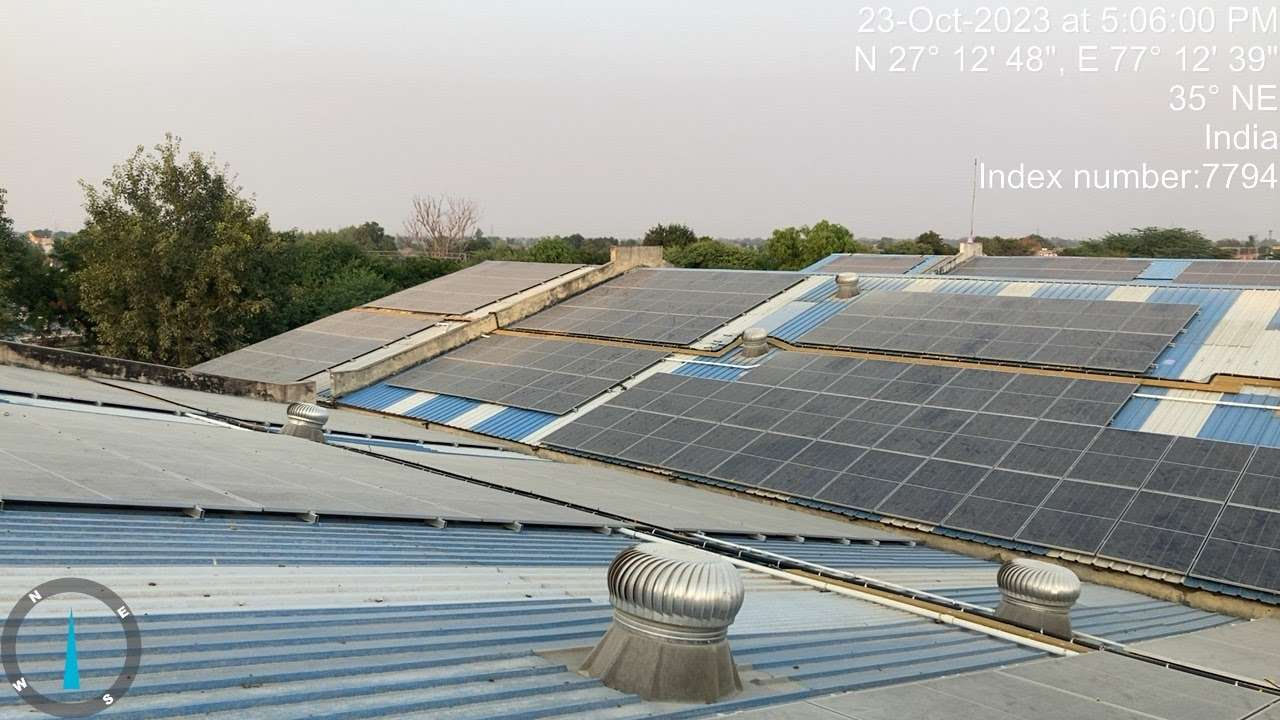 23-Oct-2023 at 5:06:00 PM
N 27° 12' 48", E 77° 12' 39"
35° NE
India
Index number:7794
N
E
W
S